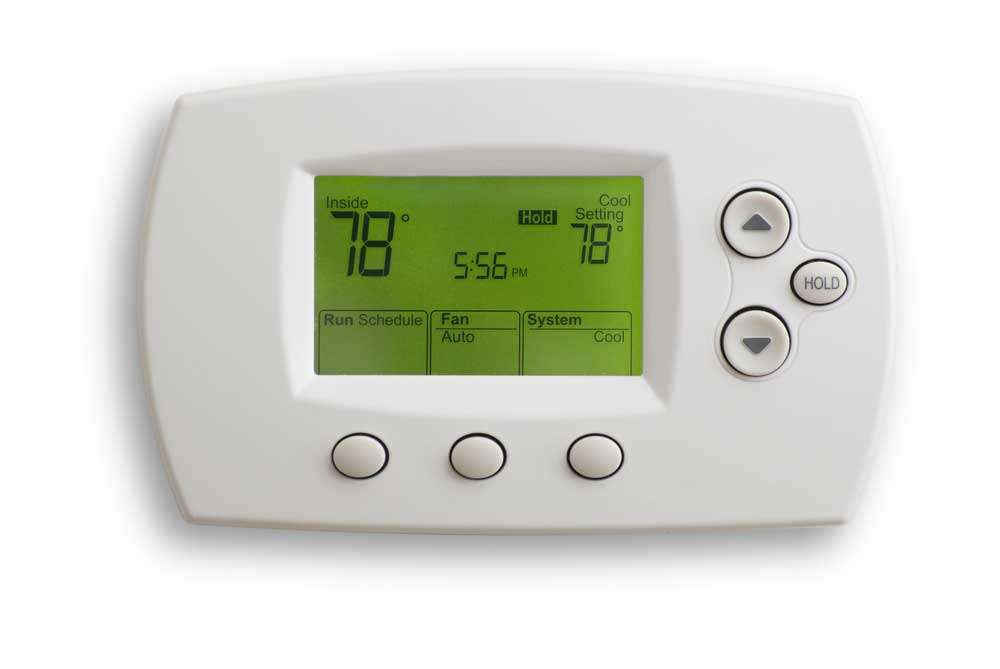 Inside
78°
Hold
Cool
Setting
78°
5:56 PM
Run Schedule
Fan
Auto
System
Cool
HOLD